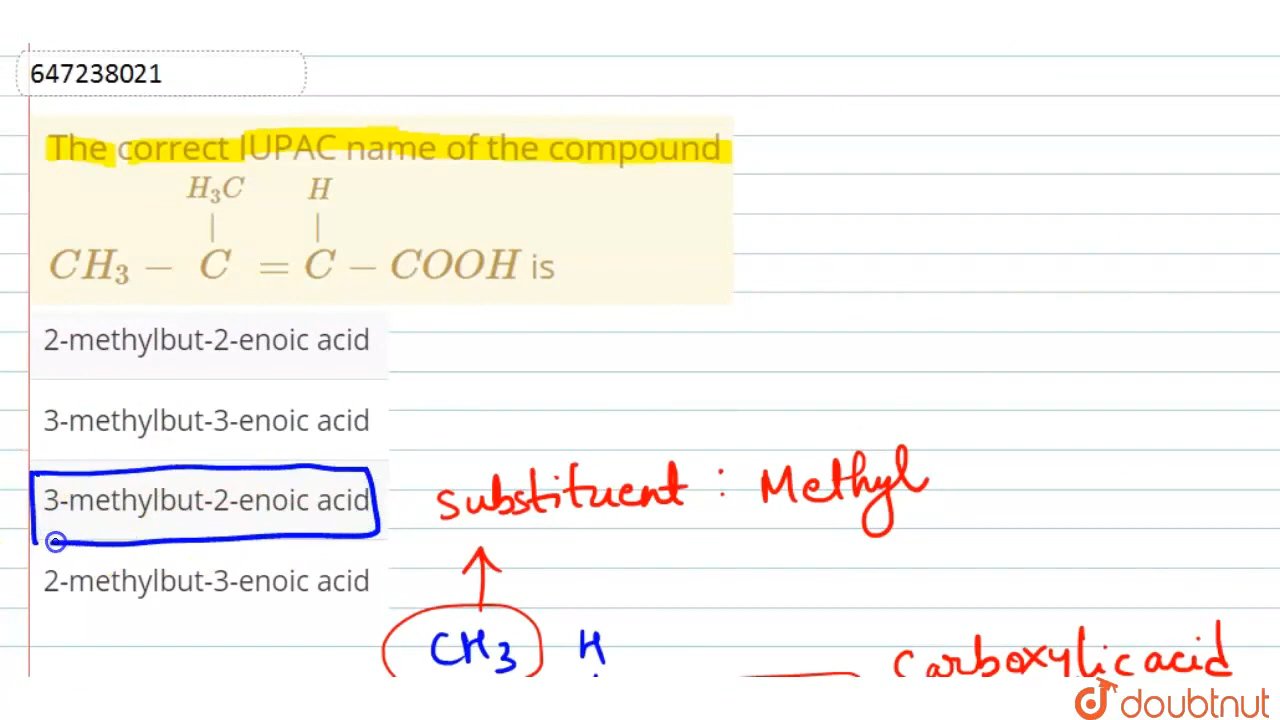 647238021
The correct IUPAC name of the compound
H₃C H
| |
CH₃ − C = C − COOH is
2-methylbut-2-enoic acid
3-methylbut-3-enoic acid
3-methylbut-2-enoic acid
substituent : Methyl
2-methylbut-3-enoic acid
CH₃ H
Carboxylic acid
doubtnut